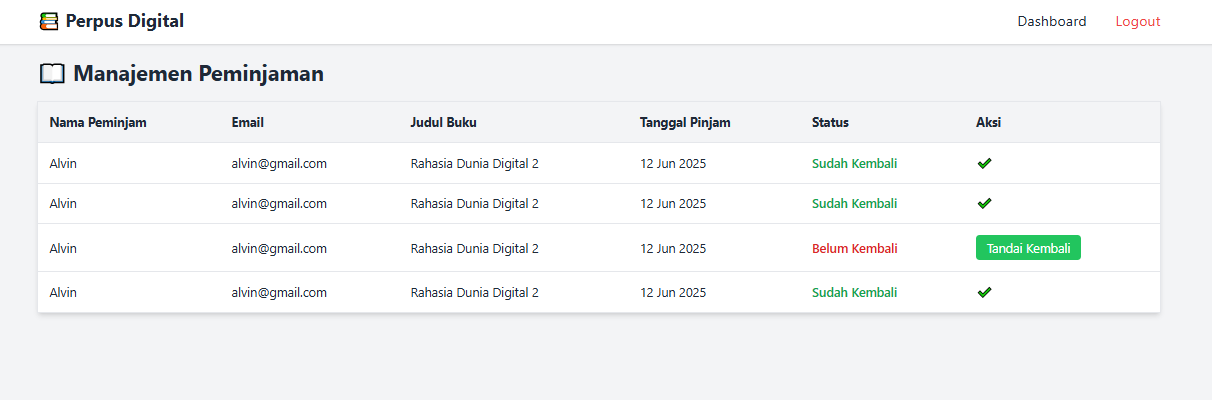 Perpus Digital Dashboard Logout
Manajemen Peminjaman
Nama Peminjam Email Judul Buku Tanggal Pinjam Status Aksi
Alvin alvin@gmail.com Rahasia Dunia Digital 2 12 Jun 2025 Sudah Kembali
Alvin alvin@gmail.com Rahasia Dunia Digital 2 12 Jun 2025 Sudah Kembali
Alvin alvin@gmail.com Rahasia Dunia Digital 2 12 Jun 2025 Belum Kembali Tandai Kembali
Alvin alvin@gmail.com Rahasia Dunia Digital 2 12 Jun 2025 Sudah Kembali